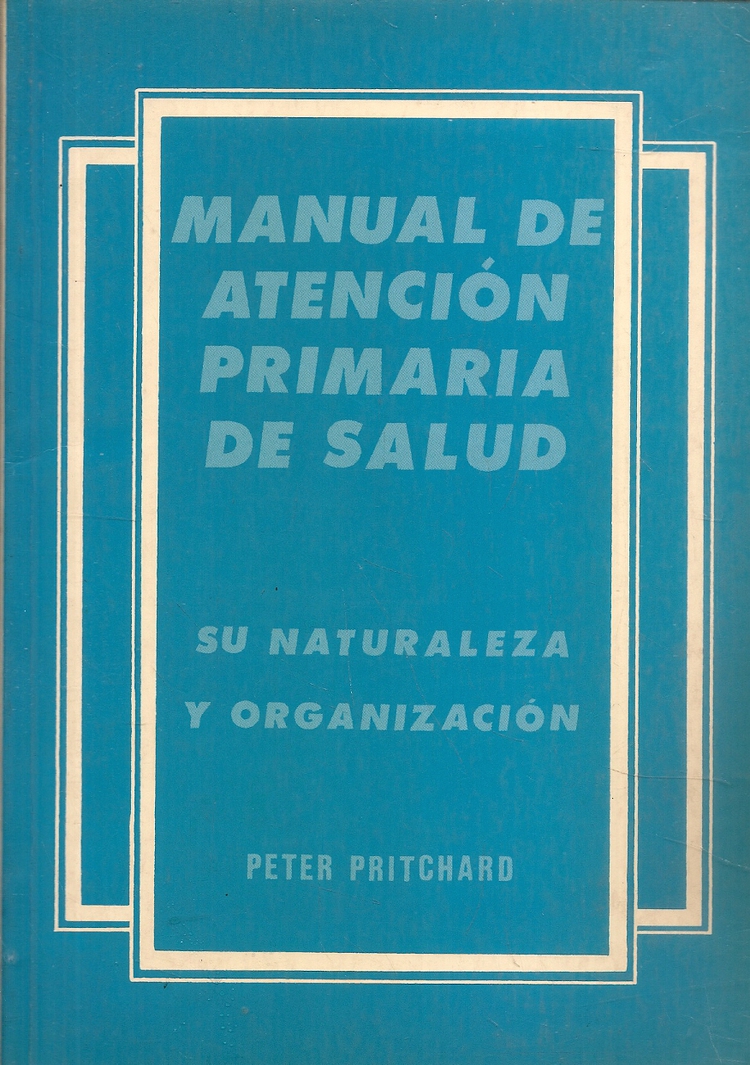 MANUAL DE
ATENCIÓN
PRIMARIA
DE SALUD
SU NATURALEZA
Y ORGANIZACIÓN
PETER PRITCHARD